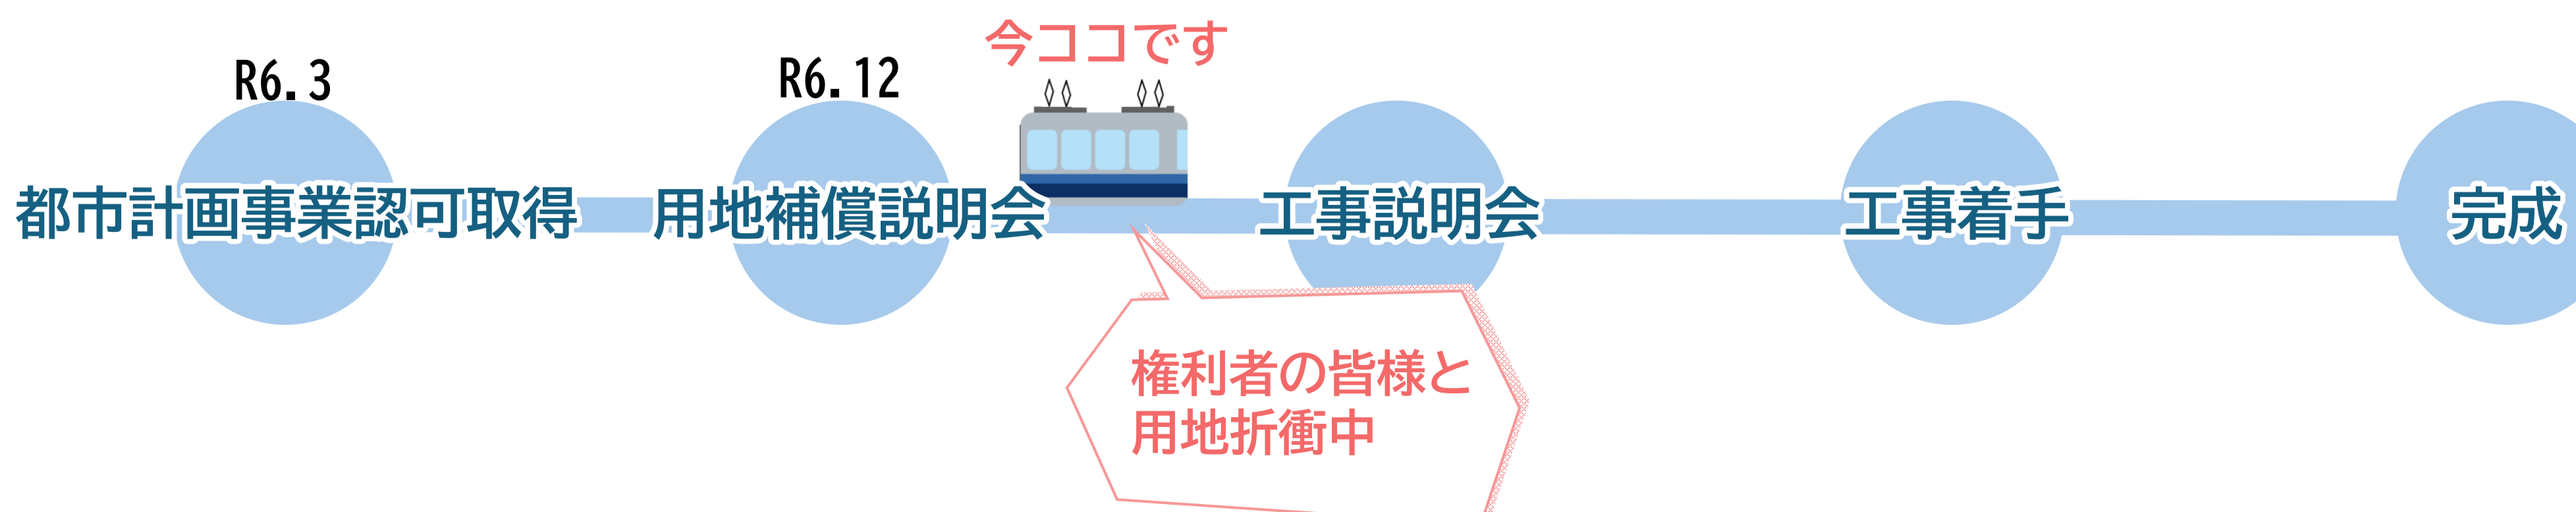 今ココです
R6.3
R6.12
都市計画事業認可取得
用地補償説明会
工事説明会
工事着手
完成
権利者の皆様と
用地折衝中